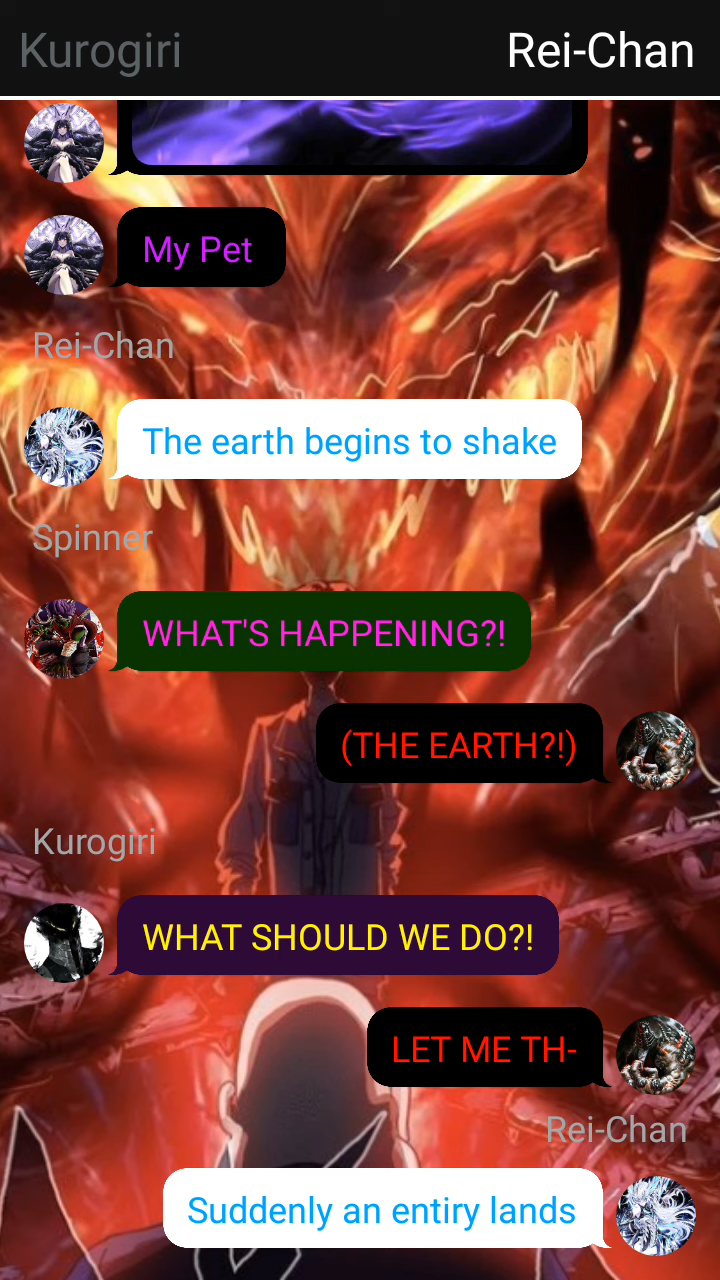 Kurogiri
Rei-Chan
My Pet
Rei-Chan
The earth begins to shake
Spinner
WHAT'S HAPPENING?!
(THE EARTH?!)
Kurogiri
WHAT SHOULD WE DO?!
LET ME TH-
Rei-Chan
Suddenly an entiry lands